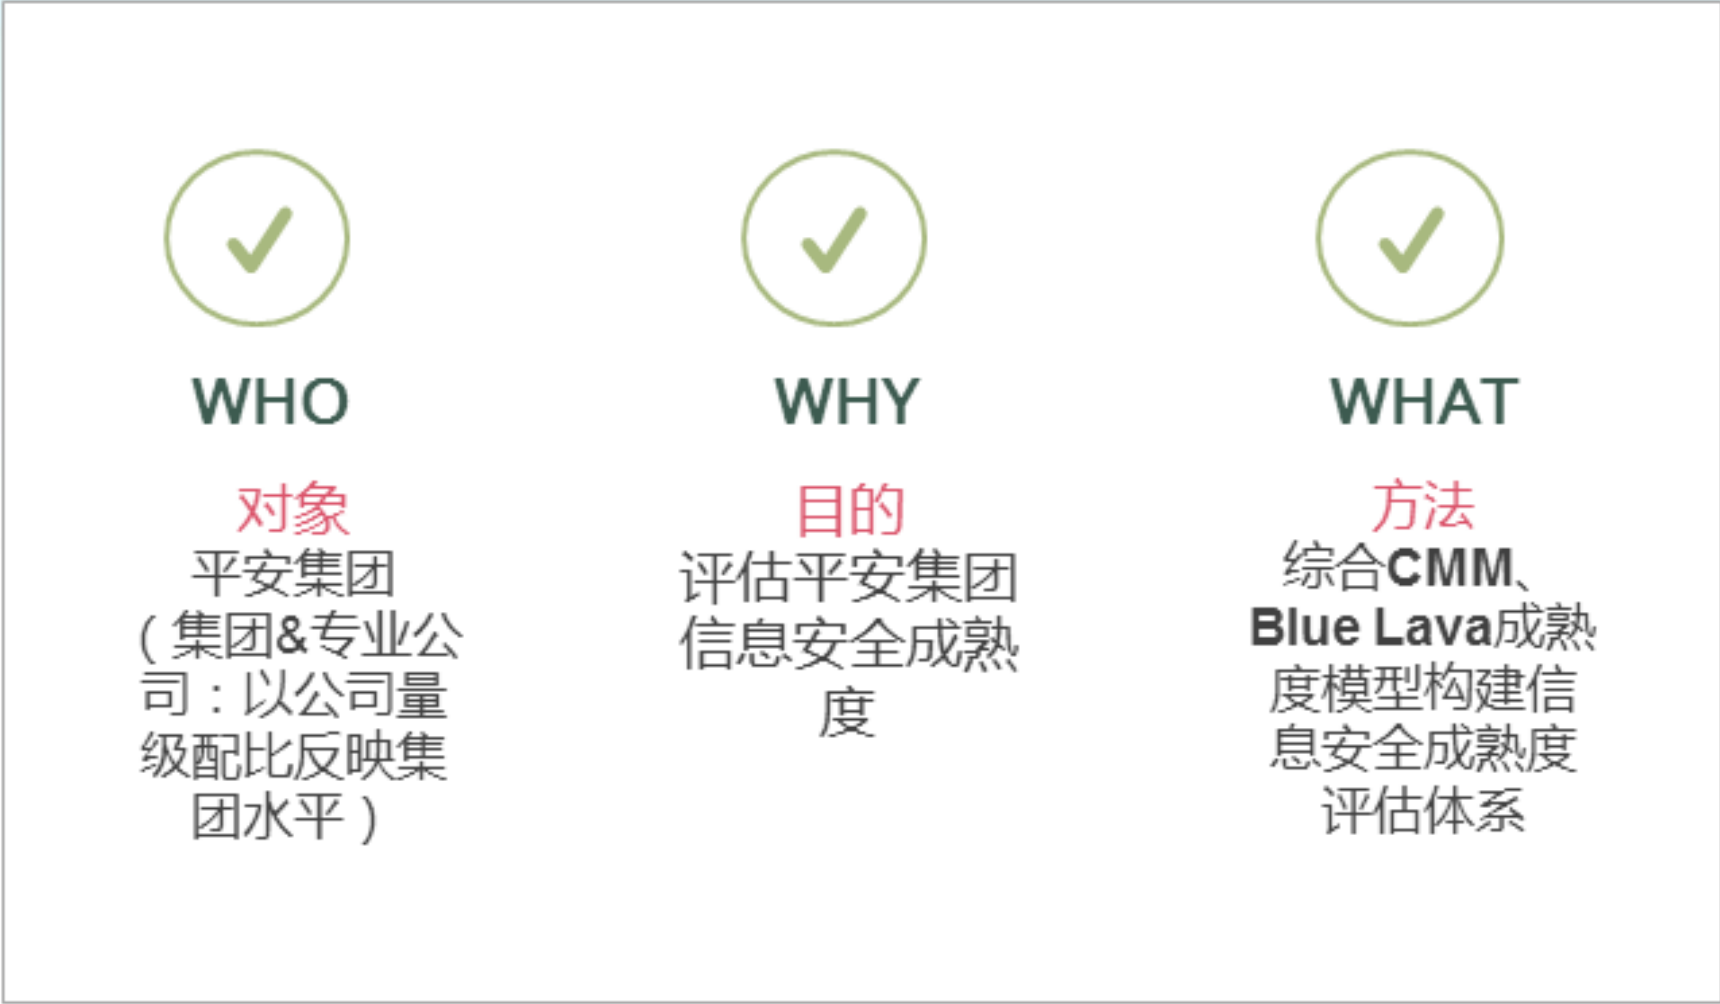 WHO
对象
平安集团
（集团&专业公
司：以公司量
级配比反映集
团水平）
WHY
目的
评估平安集团
信息安全成熟
度
WHAT
方法
综合CMM、
Blue Lava成熟
度模型构建信
息安全成熟度
评估体系